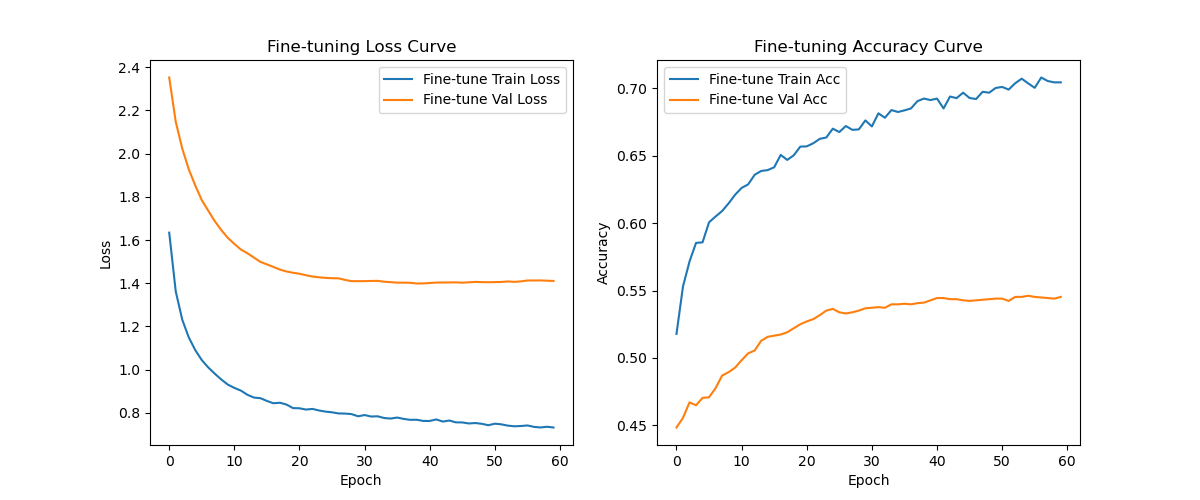 Fine-tuning Loss Curve
Fine-tune Train Loss
Fine-tune Val Loss
2.4
2.2
2.0
1.8
1.6
1.4
1.2
1.0
0.8
Loss
0 10 20 30 40 50 60
Epoch
Fine-tuning Accuracy Curve
Fine-tune Train Acc
Fine-tune Val Acc
0.70
0.65
0.60
0.55
0.50
0.45
Accuracy
0 10 20 30 40 50 60
Epoch